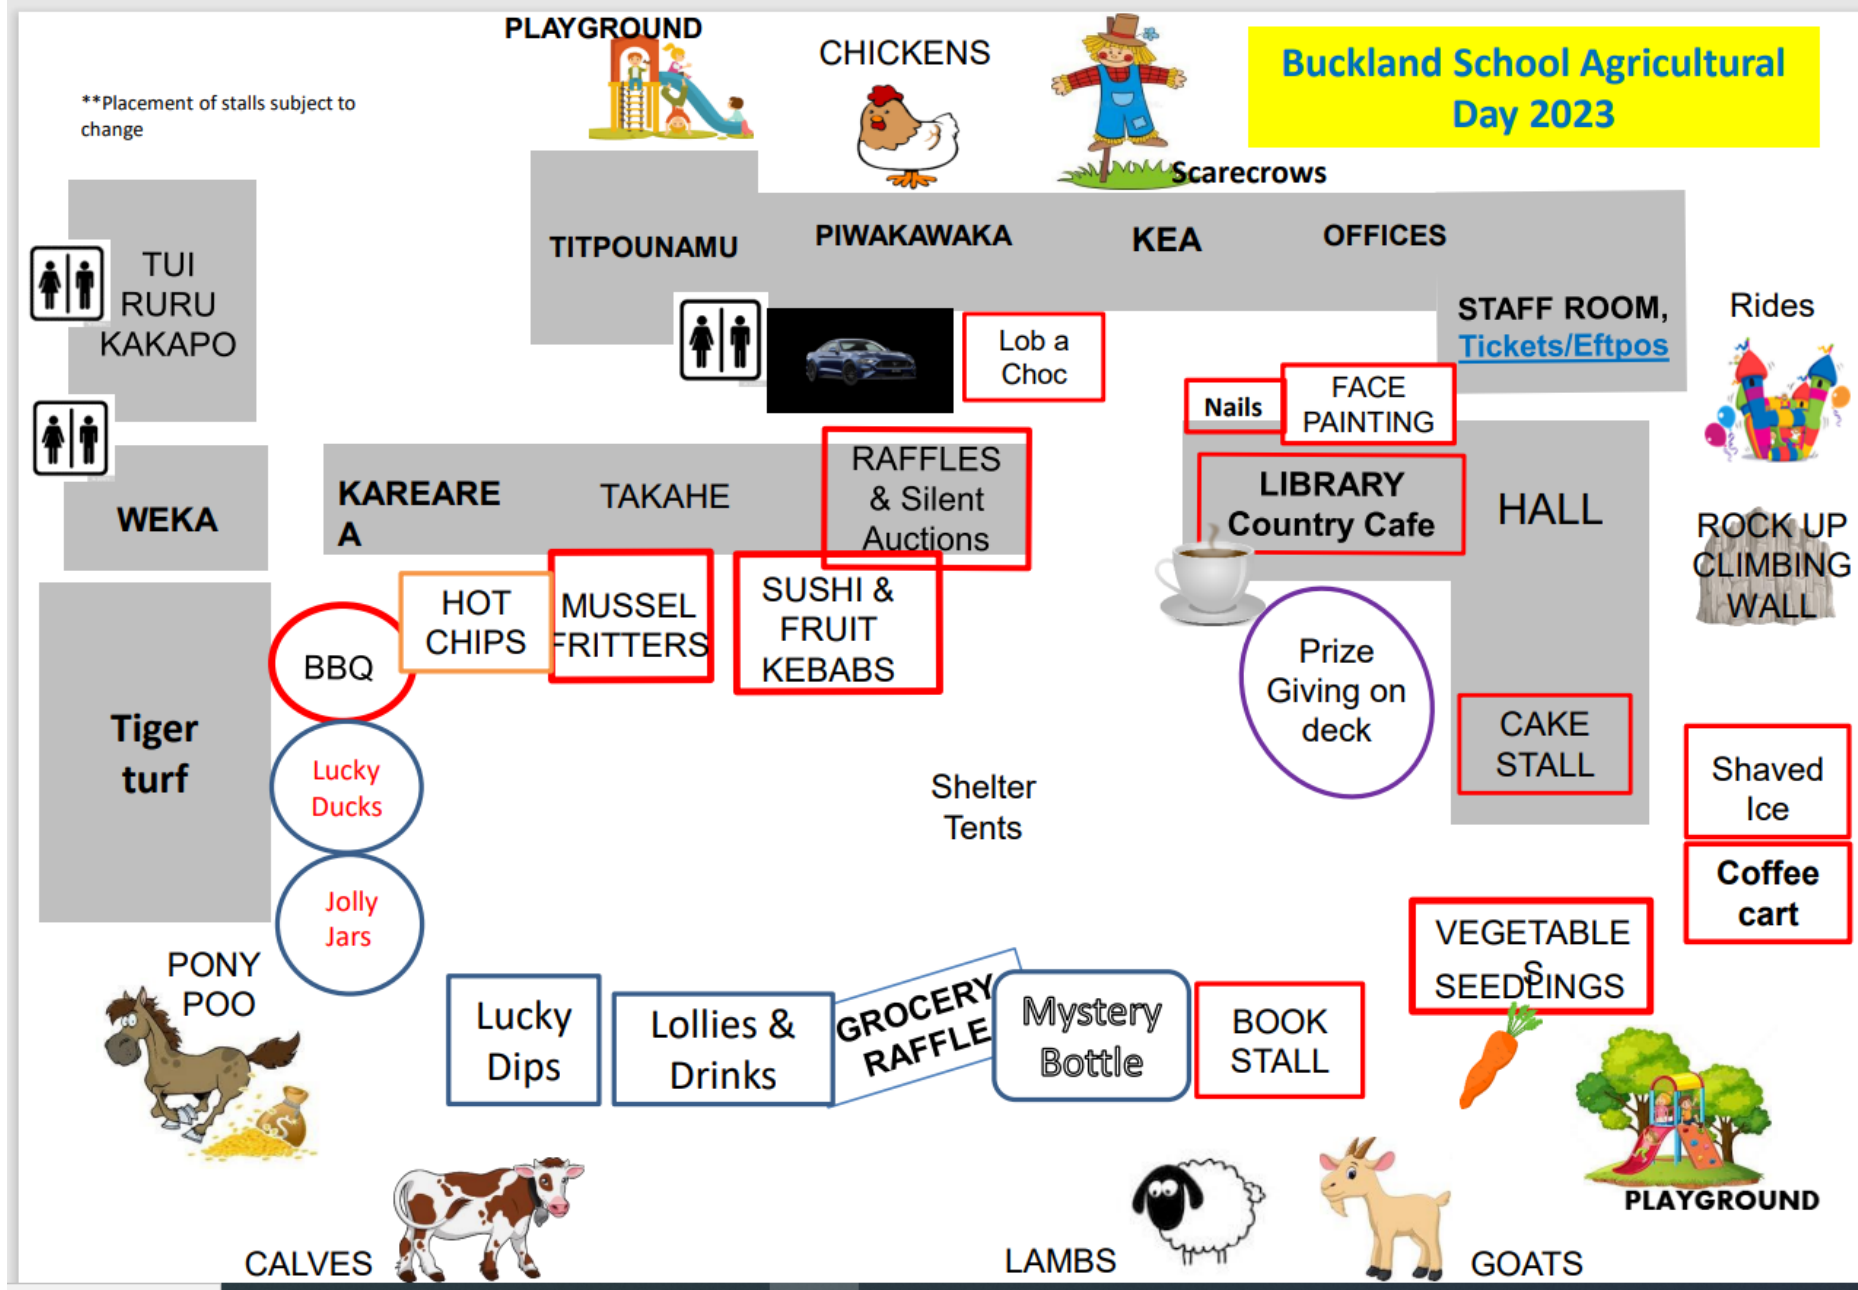 PLAYGROUND
CHICKENS
Buckland School Agricultural
Day 2023
**Placement of stalls subject to
change
Scarecrows
TITPOUNAMU
PIWAKAWAKA
KEA
OFFICES
TUI
RURU
KAKAPO
STAFF ROOM,
Tickets/Eftpos
Rides
Lob a
Choc
Nails
FACE
PAINTING
WEKA
KAREARE
A
TAKAHE
RAFFLES
& Silent
Auctions
LIBRARY
Country Cafe
HALL
ROCK UP
CLIMBING
WALL
BBQ
HOT
CHIPS
MUSSEL
FRITTERS
SUSHI &
FRUIT
KEBABS
Prize
Giving on
deck
Tiger
turf
Lucky
Ducks
Shelter
Tents
CAKE
STALL
Shaved
Ice
Jolly
Jars
Coffee
cart
VEGETABLE
S
SEEDLINGS
PONY
POO
Lucky
Dips
Lollies &
Drinks
GROCERY
RAFFLE
Mystery
Bottle
BOOK
STALL
PLAYGROUND
CALVES
LAMBS
GOATS